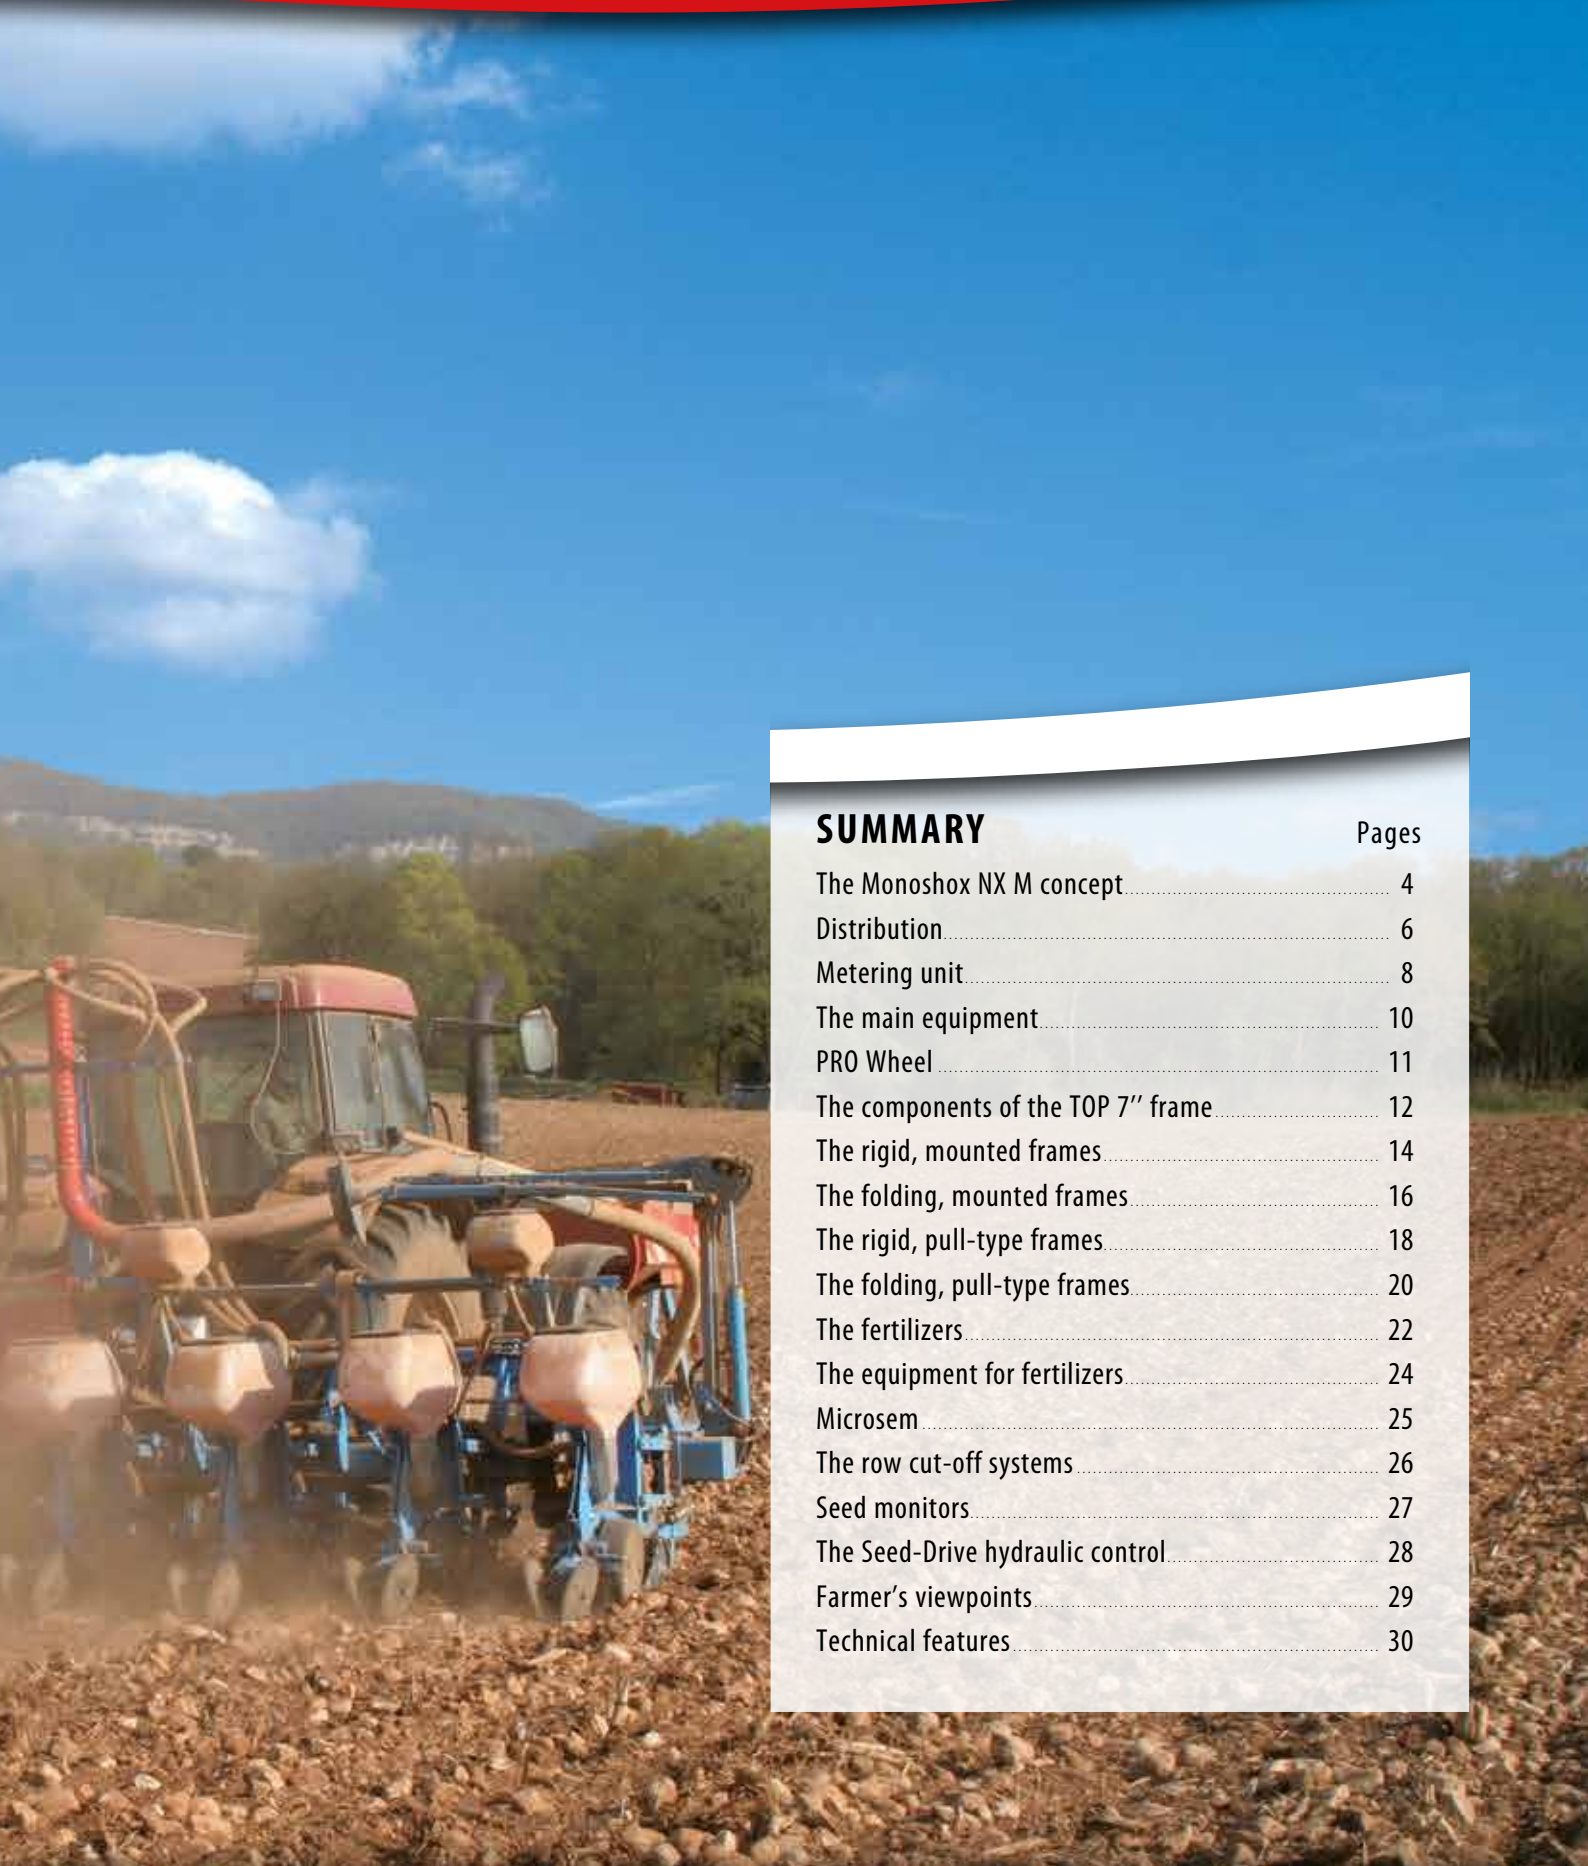 SUMMARY Pages
The Monoshox NX M concept 4
Distribution 6
Metering unit 8
The main equipment 10
PRO Wheel 11
The components of the TOP 7’’ frame 12
The rigid, mounted frames 14
The folding, mounted frames 16
The rigid, pull-type frames 18
The folding, pull-type frames 20
The fertilizers 22
The equipment for fertilizers 24
Microsem 25
The row cut-off systems 26
Seed monitors 27
The Seed-Drive hydraulic control 28
Farmer’s viewpoints 29
Technical features 30